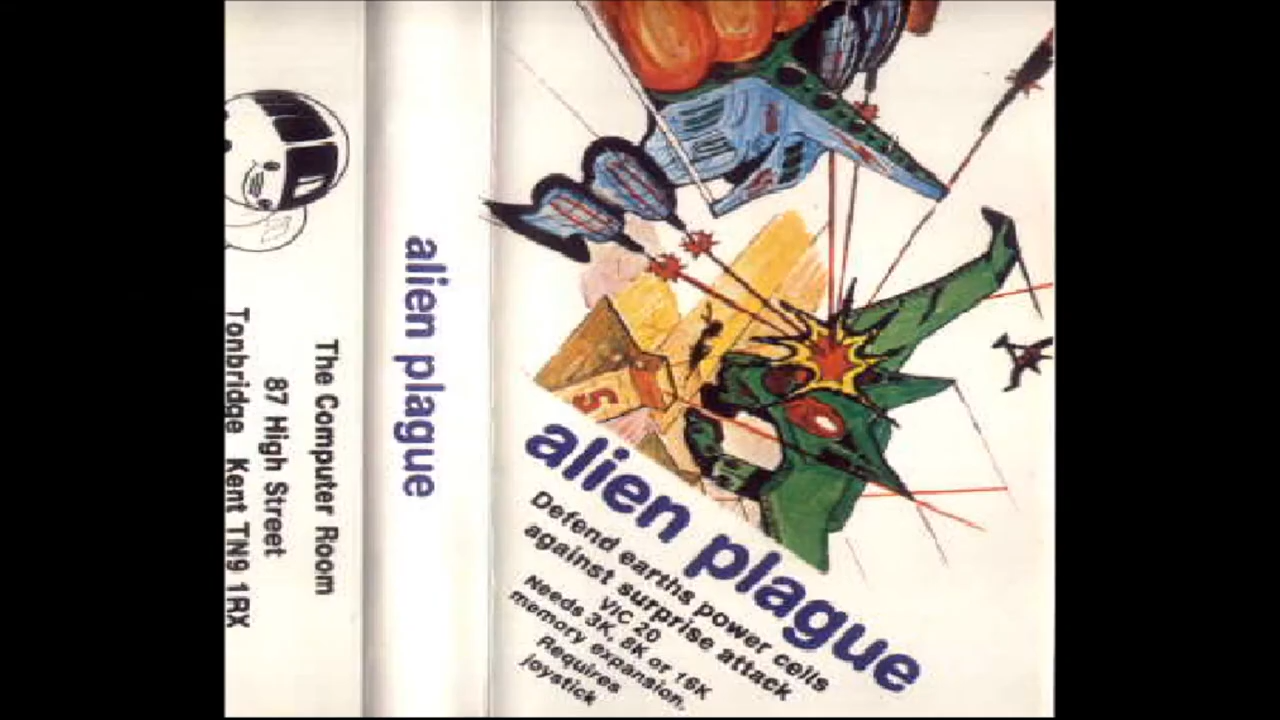 The Computer Room
87 High Street
Tonbridge Kent TN9 1RX
alien plague
5
alien plague
Defend earths power cells
against surprise attack
VIC 20
Needs 3K, 8K or 16K
memory expansion.
Requires
joystick